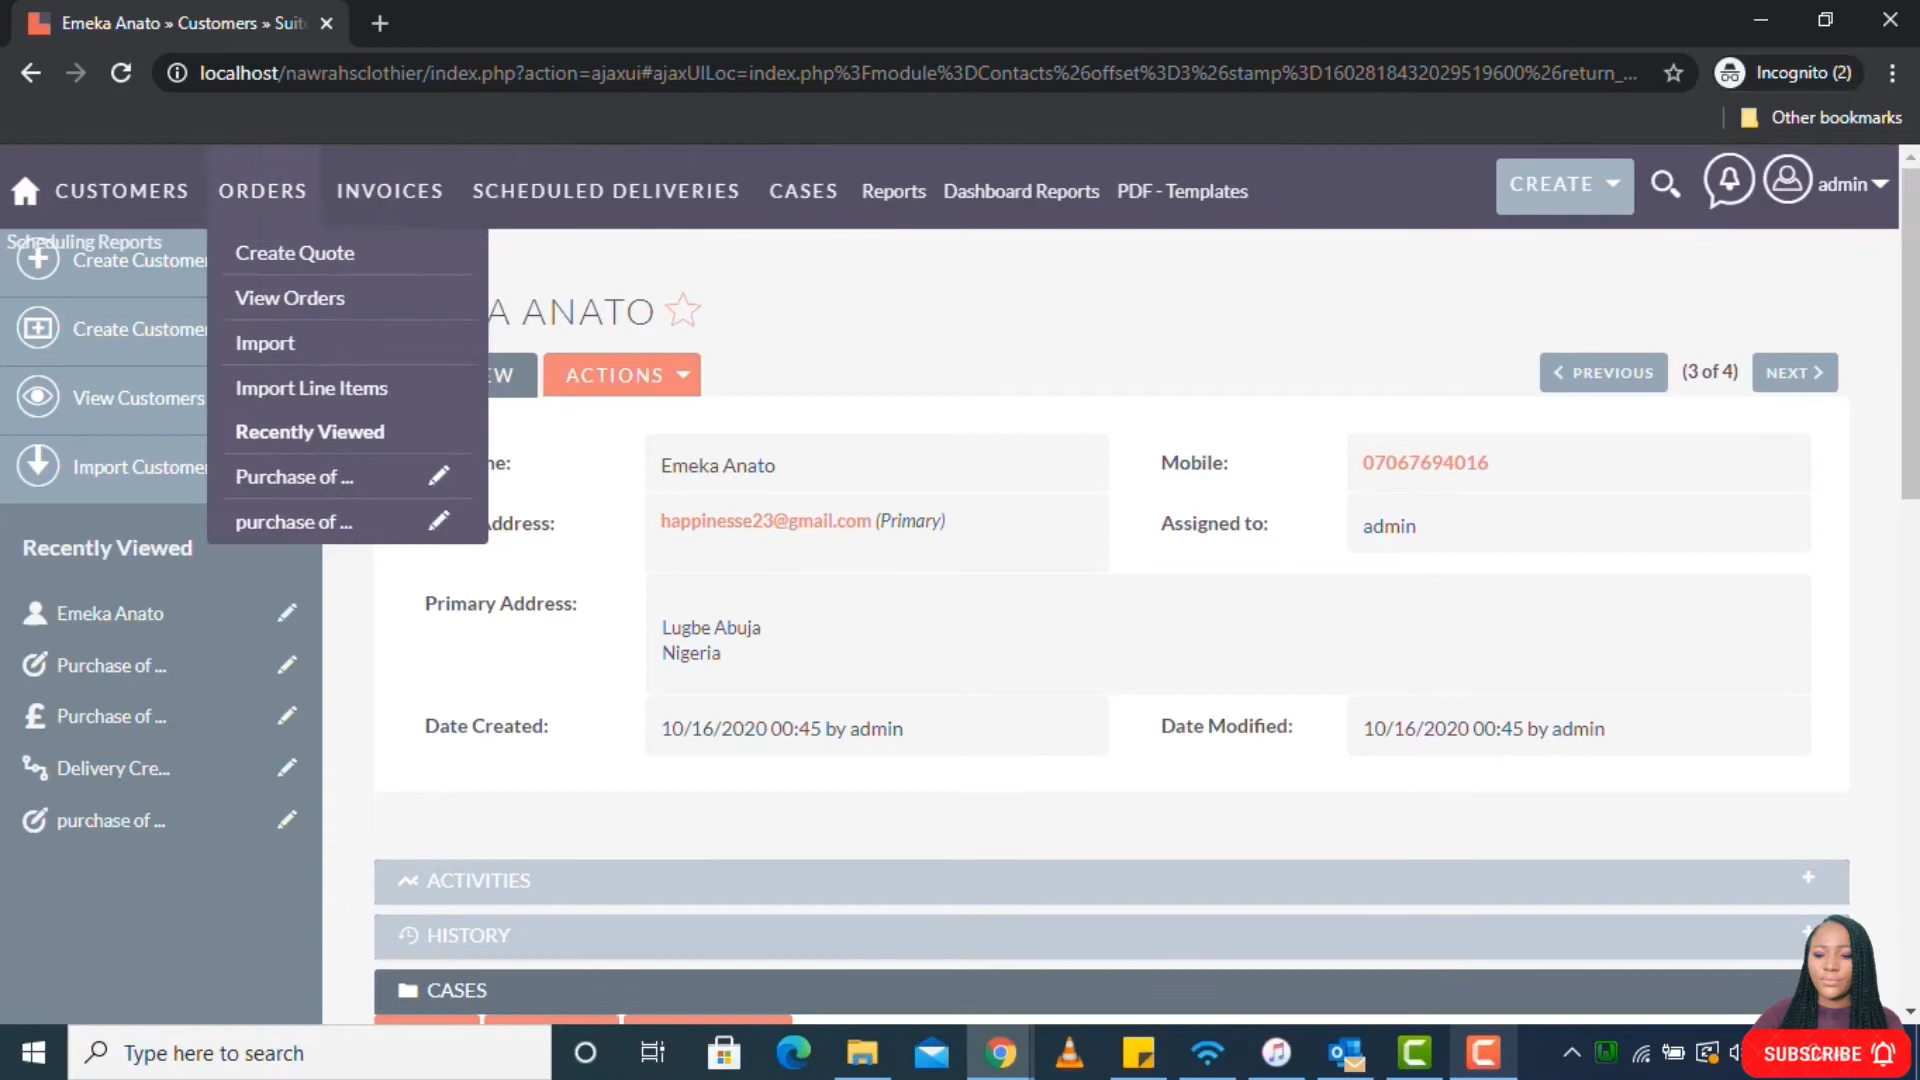 Emeka Anato » Customers » Suit
localhost/nawrahsclothier/index.php?action=ajaxui#ajaxUILoc=index.php%3Fmodule%3DContacts%26offset%3D3%26stamp%3D1602818432029519600%26return_...
Incognito (2)
Other bookmarks
CUSTOMERS ORDERS INVOICES SCHEDULED DELIVERIES CASES Reports Dashboard Reports PDF - Templates
CREATE
admin
Scheduling Reports
Create Customer
Create Customer
View Customers
Import Customer
Create Quote
View Orders
Import
Import Line Items
Recently Viewed
Purchase of ...
purchase of ...
A ANATO
EW
ACTIONS
PREVIOUS (3 of 4) NEXT
ne: Emeka Anato
Mobile: 07067694016
ddress: happinesse23@gmail.com (Primary)
Assigned to: admin
Primary Address: Lugbe Abuja
Nigeria
Date Created: 10/16/2020 00:45 by admin
Date Modified: 10/16/2020 00:45 by admin
Recently Viewed
Emeka Anato
Purchase of ...
Purchase of ...
Delivery Cre...
purchase of ...
ACTIVITIES
HISTORY
CASES
Type here to search
SUBSCRIBE